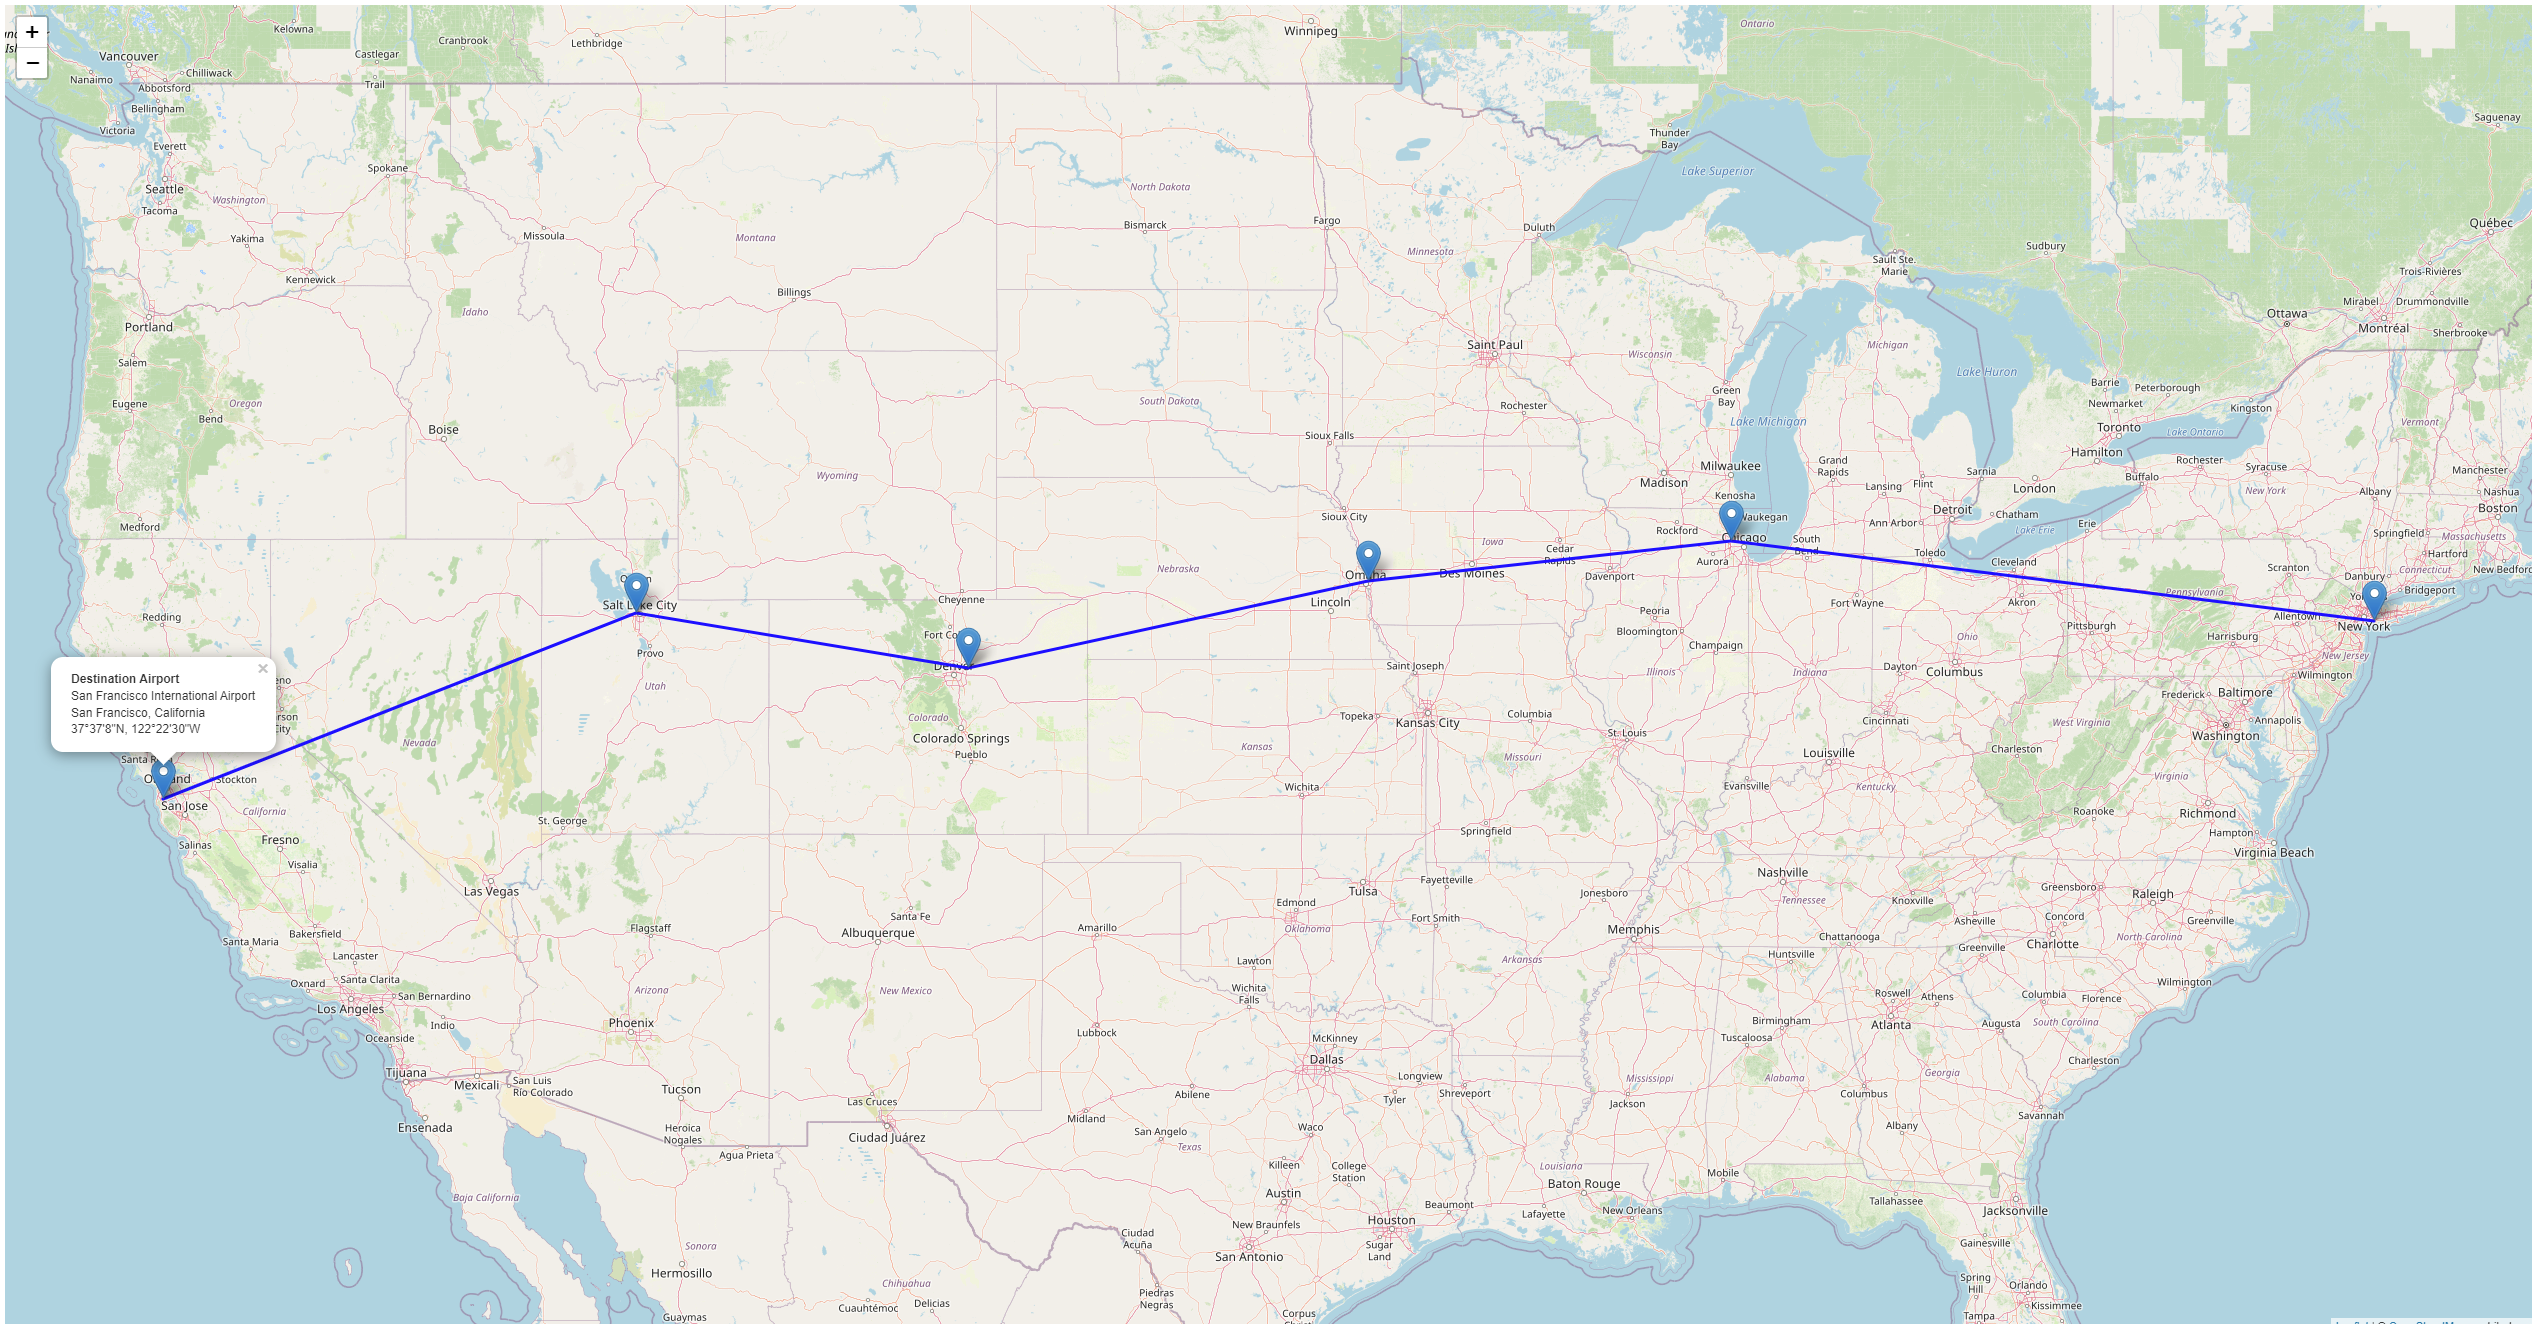 +
−
Kelowna
Cranbrook
Castlegar
Lethbridge
Winnipeg
Ontario
Vancouver
Nanaimo
Chilliwack
Abbotsford
Trail
Bellingham
Victoria
Everett
Spokane
Seattle
Tacoma
Washington
Yakima
Missoula
Kennewick
Montana
Billings
North Dakota
Bismarck
Fargo
Minnesota
Duluth
Thunder
Bay
Lake Superior
Sault Ste.
Marie
Sudbury
Saguenay
Québec
Trois-Rivières
Mirabel
Drummondville
Ottawa
Montréal
Sherbrooke
Portland
Idaho
Salem
Saint Paul
Wisconsin
Michigan
Lake Huron
Green
Bay
Barrie
Peterborough
Newmarket
Kingston
Eugene
Bend
Oregon
Boise
South Dakota
Rochester
Sioux Falls
Lake Michigan
Toronto
Lake Ontario
Vermont
Hamilton
Wyoming
Milwaukee
Madison
Grand
Rapids
Lansing
Flint
Sarnia
London
Buffalo
Rochester
Syracuse
Manchester
New York
Albany
Nashua
Boston
Medford
Sioux City
Kenosha
Waukegan
Rockford
Ann Arbor
Detroit
Chatham
Lake Erie
Erie
Springfield
Massachusetts
Iowa
Cedar
Rapids
Chicago
South
Bend
Toledo
Cleveland
Hartford
New Bedford
Nebraska
Omaha
Des Moines
Davenport
Aurora
Scranton
Danbury
Connecticut
Bridgeport
Salt Lake City
Cheyenne
Lincoln
Fort Wayne
Akron
Pennsylvania
Redding
Peoria
Bloomington
Champaign
Pittsburgh
Allentown
New York
Harrisburg
Ohio
Provo
Denver
Saint Joseph
Illinois
Indiana
Dayton
Columbus
New Jersey
Wilmington
Destination Airport
×
San Francisco International Airport
San Francisco, California
37°37'8"N, 122°22'30"W
Utah
Nevada
Colorado
Colorado Springs
Pueblo
Kansas
Topeka
Kansas City
Columbia
St. Louis
Missouri
Cincinnati
Louisville
Frederick
Baltimore
West Virginia
Annapolis
Washington
Charleston
Virginia
Stockton
San Jose
California
Wichita
Evansville
Kentucky
Roanoke
Richmond
Hampton
Virginia Beach
Salinas
Fresno
Visalia
St. George
Springfield
Las Vegas
Tulsa
Fayetteville
Jonesboro
Nashville
Tennessee
Knoxville
Greensboro
Raleigh
Santa Fe
Edmond
Oklahoma
Fort Smith
Memphis
Asheville
Concord
Greenville
Bakersfield
Santa Maria
Flagstaff
Albuquerque
Amarillo
Chattanooga
Greenville
Charlotte
North Carolina
Lancaster
Huntsville
Lawton
Arkansas
Oxnard
Santa Clarita
San Bernardino
Arizona
New Mexico
Wichita
Falls
Roswell
Athens
Columbia
Florence
Wilmington
Los Angeles
Indio
Oceanside
Phoenix
Lubbock
McKinney
Dallas
Birmingham
Tuscaloosa
Atlanta
Augusta
South Carolina
Charleston
Tijuana
Mexicali
San Luis
Rio Colorado
Tucson
Las Cruces
Abilene
Longview
Tyler
Shreveport
Mississippi
Alabama
Georgia
Jackson
Columbus
Midland
Savannah
Ensenada
Heroica
Nogales
Agua Prieta
Ciudad Juárez
San Angelo
Texas
Waco
Albany
Killeen
College
Station
Louisiana
Baton Rouge
Mobile
Austin
Beaumont
Lafayette
New Orleans
Tallahassee
Jacksonville
Baja California
Sonora
Hermosillo
Ciudad
Acuña
New Braunfels
San Antonio
Houston
Sugar
Land
Gainesville
Chihuahua
Cuauhtémoc
Delicias
Piedras
Negras
Spring
Hill
Orlando
Kissimmee
Guaymas
Corpus
Tampa